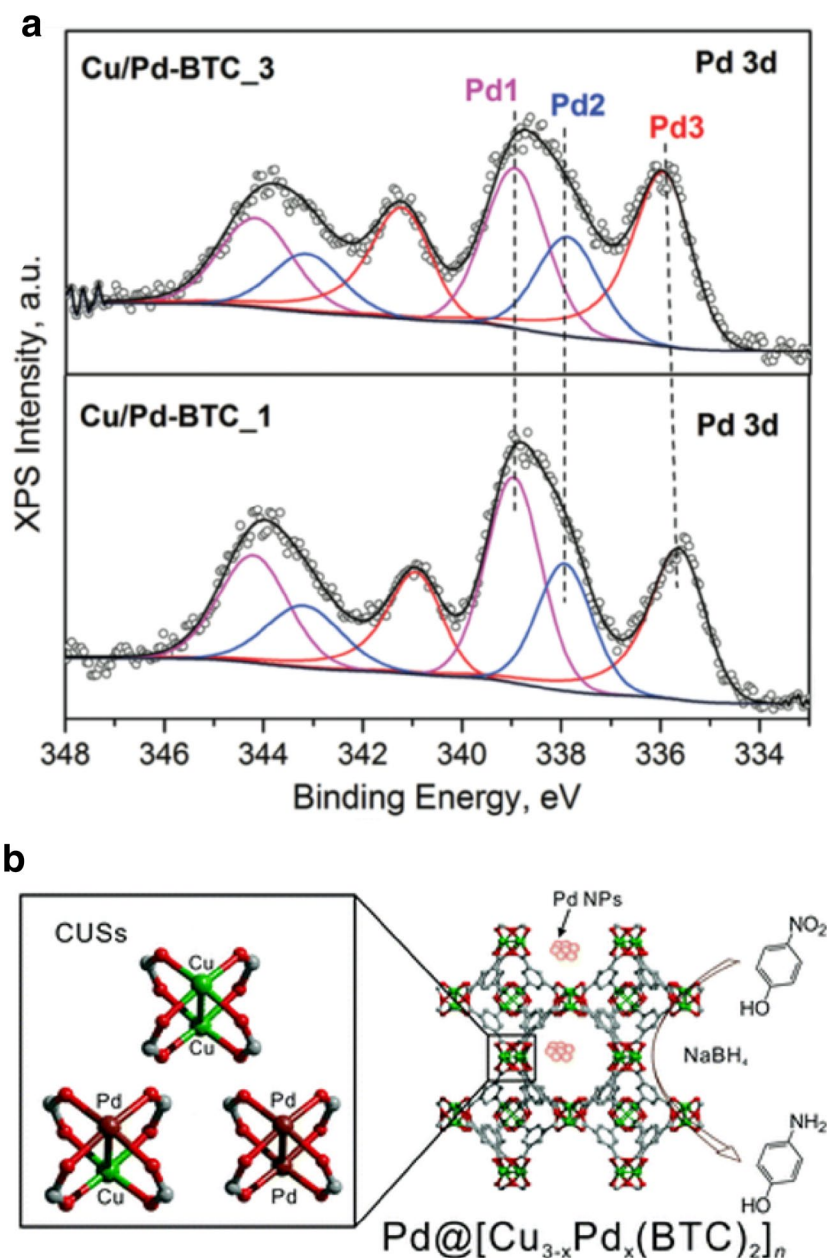 a
Cu/Pd-BTC_3
Pd 3d
Pd1
Pd2
Pd3
XPS Intensity, a.u.
Cu/Pd-BTC_1
Pd 3d
348 346 344 342 340 338 336 334
Binding Energy, eV
b
CUSs
Cu
Cu
Pd
Cu
Pd
Pd
Pd NPs
NO₂
HO
NaBH₄
NH₂
HO
Pd@[Cu₃₋ₓPdₓ(BTC)₂]ₙ